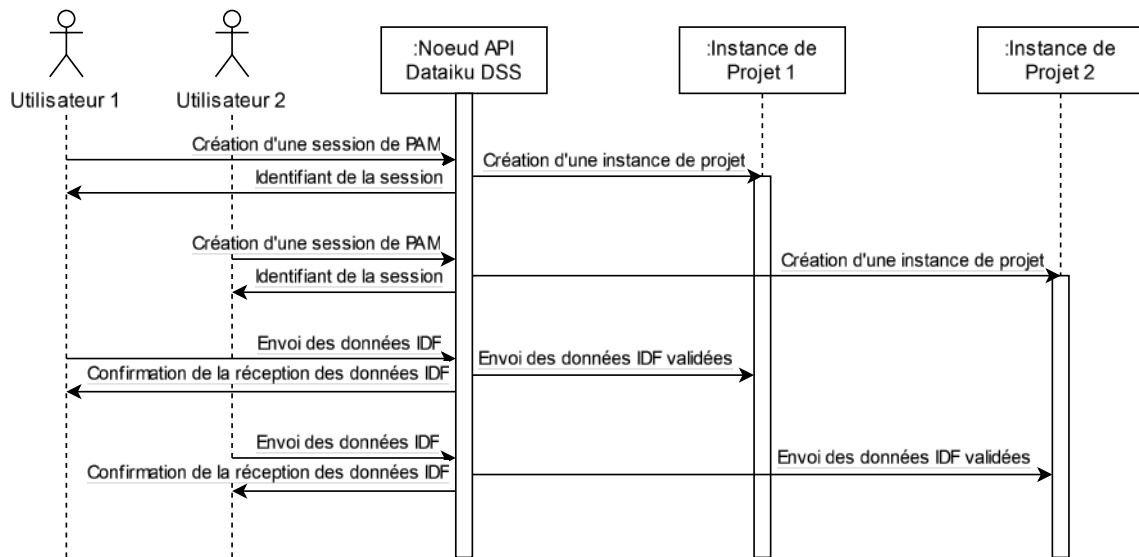 :Noeud API
Dataiku DSS
:Instance de
Projet 1
:Instance de
Projet 2
Utilisateur 1
Utilisateur 2
Création d'une session de PAM
Création d'une instance de projet
Identifiant de la session
Création d'une session de PAM
Création d'une instance de projet
Identifiant de la session
Envoi des données IDF
Envoi des données IDF validées
Confirmation de la réception des données IDF
Envoi des données IDF
Envoi des données IDF validées
Confirmation de la réception des données IDF